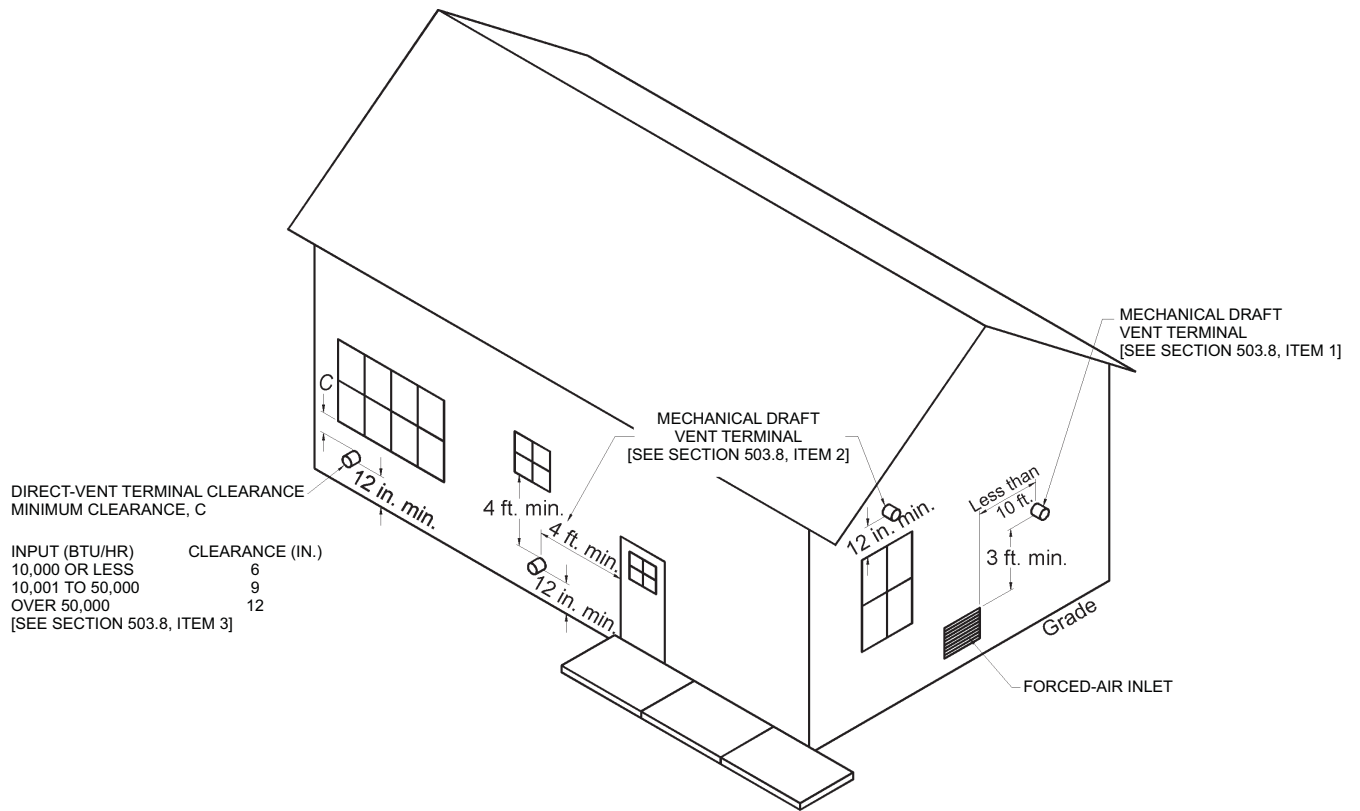 MECHANICAL DRAFT
VENT TERMINAL
[SEE SECTION 503.8, ITEM 1]
MECHANICAL DRAFT
VENT TERMINAL
[SEE SECTION 503.8, ITEM 2]
C
12 in. min.
DIRECT-VENT TERMINAL CLEARANCE
MINIMUM CLEARANCE, C
INPUT (BTU/HR) CLEARANCE (IN.)
10,000 OR LESS 6
10,001 TO 50,000 9
OVER 50,000 12
[SEE SECTION 503.8, ITEM 3]
4 ft. min.
4 ft. min.
12 in. min.
12 in. min.
Less than
10 ft.
3 ft. min.
Grade
FORCED-AIR INLET